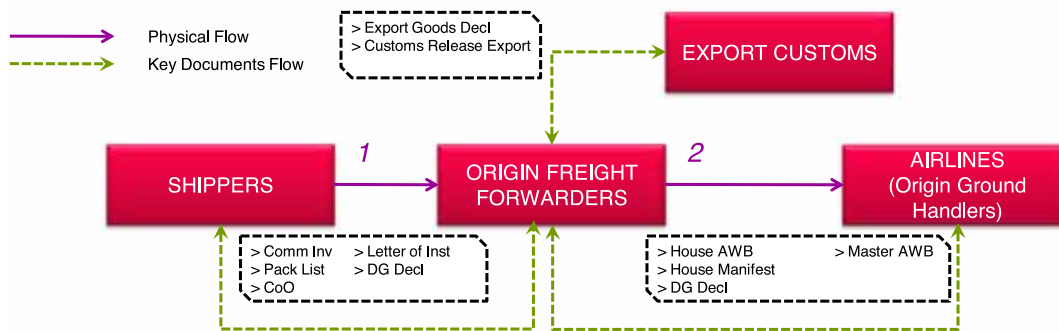 Physical Flow
Key Documents Flow
> Export Goods Decl
> Customs Release Export
EXPORT CUSTOMS
1
2
SHIPPERS
ORIGIN FREIGHT
FORWARDERS
AIRLINES
(Origin Ground
Handlers)
> Comm Inv
> Pack List
> CoO
> Letter of Inst
> DG Decl
> House AWB
> House Manifest
> DG Decl
> Master AWB